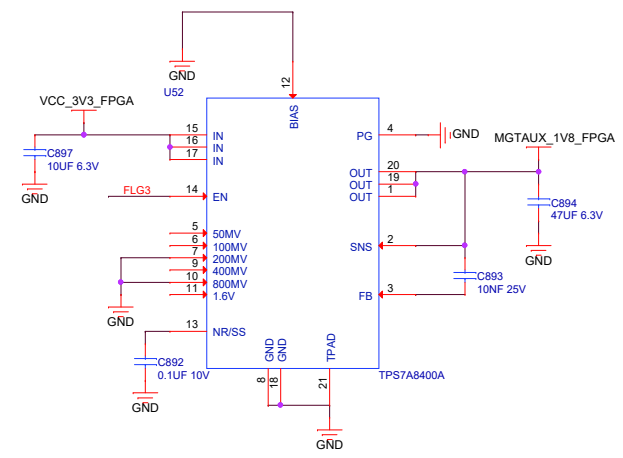 GND
12
U52
VCC_3V3_FPGA
BIAS
15
IN
16
IN
17
IN
PG
4
GND
MGTAUX_1V8_FPGA
C897
10UF 6.3V
GND
FLG3
14
EN
OUT
20
OUT
19
OUT
1
C894
47UF 6.3V
GND
5
50MV
6
100MV
7
200MV
9
400MV
10
800MV
11
1.6V
GND
SNS
2
C893
10NF 25V
FB
3
13
NR/SS
C892
0.1UF 10V
GND
GND
GND
TPAD
8
18
21
TPS7A8400A
GND